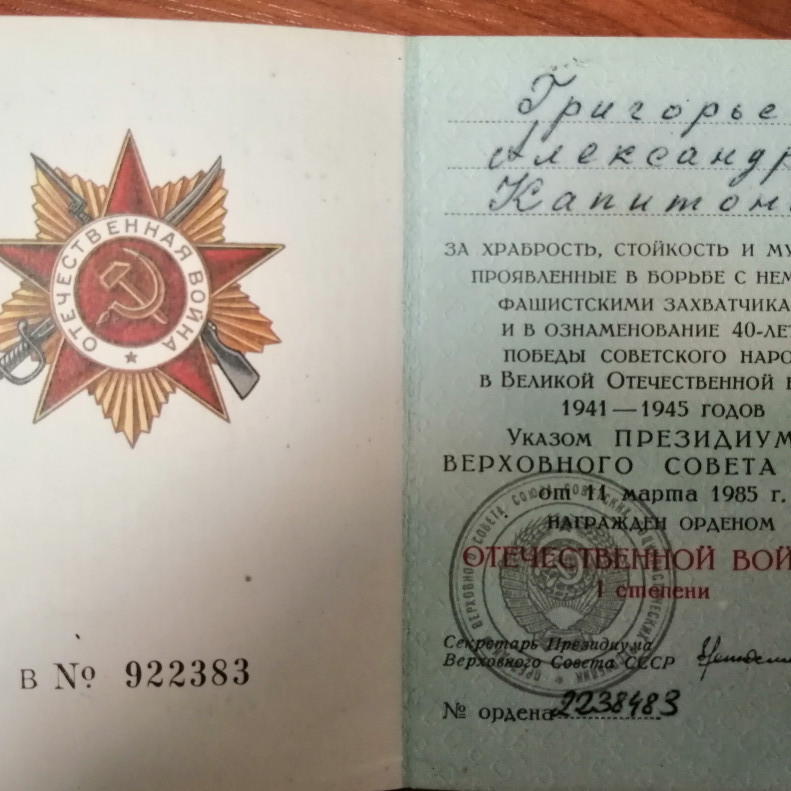 ОТЕЧЕСТВЕННАЯ ВОЙНА
В № 922383
Григорье
Александр
Капитон
ЗА ХРАБРОСТЬ, СТОЙКОСТЬ И МУ
ПРОЯВЛЕННЫЕ В БОРЬБЕ С НЕМ
ФАШИСТСКИМИ ЗАХВАТЧИКА
И В ОЗНАМЕНОВАНИЕ 40-ЛЕТ
ПОБЕДЫ СОВЕТСКОГО НАРО
В ВЕЛИКОЙ ОТЕЧЕСТВЕННОЙ В
1941—1945 ГОДОВ
Указом ПРЕЗИДИУМ
ВЕРХОВНОГО СОВЕТА
от 11 марта 1985 г.
НАГРАЖДЕН ОРДЕНОМ
ОТЕЧЕСТВЕННОЙ ВОЙ
I степени
Секретарь Президиума
Верховного Совета СССР
№ ордена 2238483